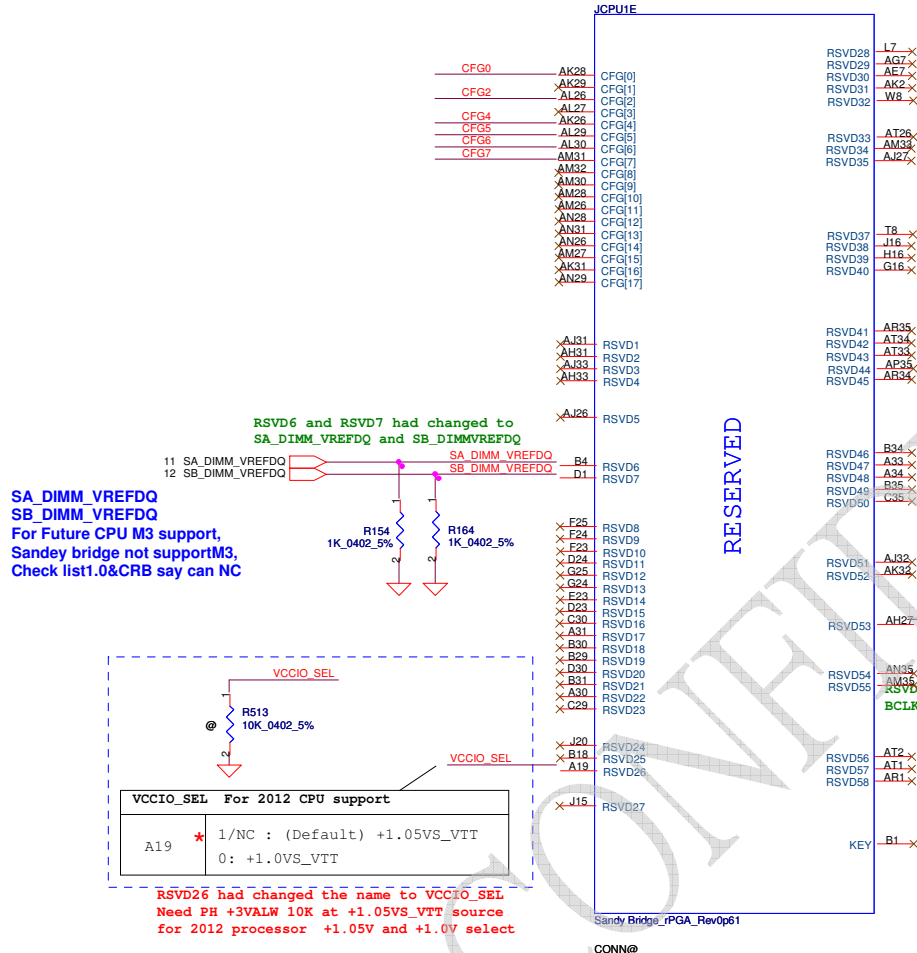 JCPU1E
CFG0 AK28 CFG[0]
AK29 CFG[1]
CFG2 AL26 CFG[2]
AL27 CFG[3]
CFG4 AK26 CFG[4]
CFG5 AL29 CFG[5]
CFG6 AL30 CFG[6]
CFG7 AM31 CFG[7]
AM32 CFG[8]
AM30 CFG[9]
AM28 CFG[10]
AM26 CFG[11]
AN28 CFG[12]
AN31 CFG[13]
AN26 CFG[14]
AM27 CFG[15]
AK31 CFG[16]
AN29 CFG[17]
AJ31 RSVD1
AH31 RSVD2
AJ33 RSVD3
AH33 RSVD4
AJ26 RSVD5
RSVD6 and RSVD7 had changed to
SA_DIMM_VREFDQ and SB_DIMMVREFDQ
11 SA_DIMM_VREFDQ SA_DIMM_VREFDQ B4 RSVD6
12 SB_DIMM_VREFDQ SB_DIMM_VREFDQ D1 RSVD7
SA_DIMM_VREFDQ
SB_DIMM_VREFDQ
For Future CPU M3 support,
Sandey bridge not supportM3,
Check list1.0&CRB say can NC
1 1
R154 R164
1K_0402_5% 1K_0402_5%
2 2
F25 RSVD8
F24 RSVD9
F23 RSVD10
D24 RSVD11
G25 RSVD12
G24 RSVD13
E23 RSVD14
D23 RSVD15
C30 RSVD16
A31 RSVD17
B30 RSVD18
B29 RSVD19
D30 RSVD20
B31 RSVD21
A30 RSVD22
C29 RSVD23
J20 RSVD24
B18 RSVD25
VCCIO_SEL A19 RSVD26
J15 RSVD27
VCCIO_SEL
1
@ R513
10K_0402_5%
2
VCCIO_SEL For 2012 CPU support
A19 * 1/NC : (Default) +1.05VS_VTT
0: +1.0VS_VTT
RSVD26 had changed the name to VCCIO_SEL
Need PH +3VALW 10K at +1.05VS_VTT source
for 2012 processor +1.05V and +1.0V select
RESERVED
RSVD28 L7
RSVD29 AG7
RSVD30 AE7
RSVD31 AK2
RSVD32 W8
RSVD33 AT26
RSVD34 AM33
RSVD35 AJ27
RSVD37 T8
RSVD38 J16
RSVD39 H16
RSVD40 G16
RSVD41 AR35
RSVD42 AT34
RSVD43 AT33
RSVD44 AP35
RSVD45 AR34
RSVD46 B34
RSVD47 A33
RSVD48 A34
RSVD49 B35
RSVD50 C35
RSVD51 AJ32
RSVD52 AK32
RSVD53 AH27
RSVD54 AN35
RSVD55 AM35
RSVD
BCLK
RSVD56 AT2
RSVD57 AT1
RSVD58 AR1
KEY B1
Sandy Bridge_rPGA_Rev0p61
CONN@